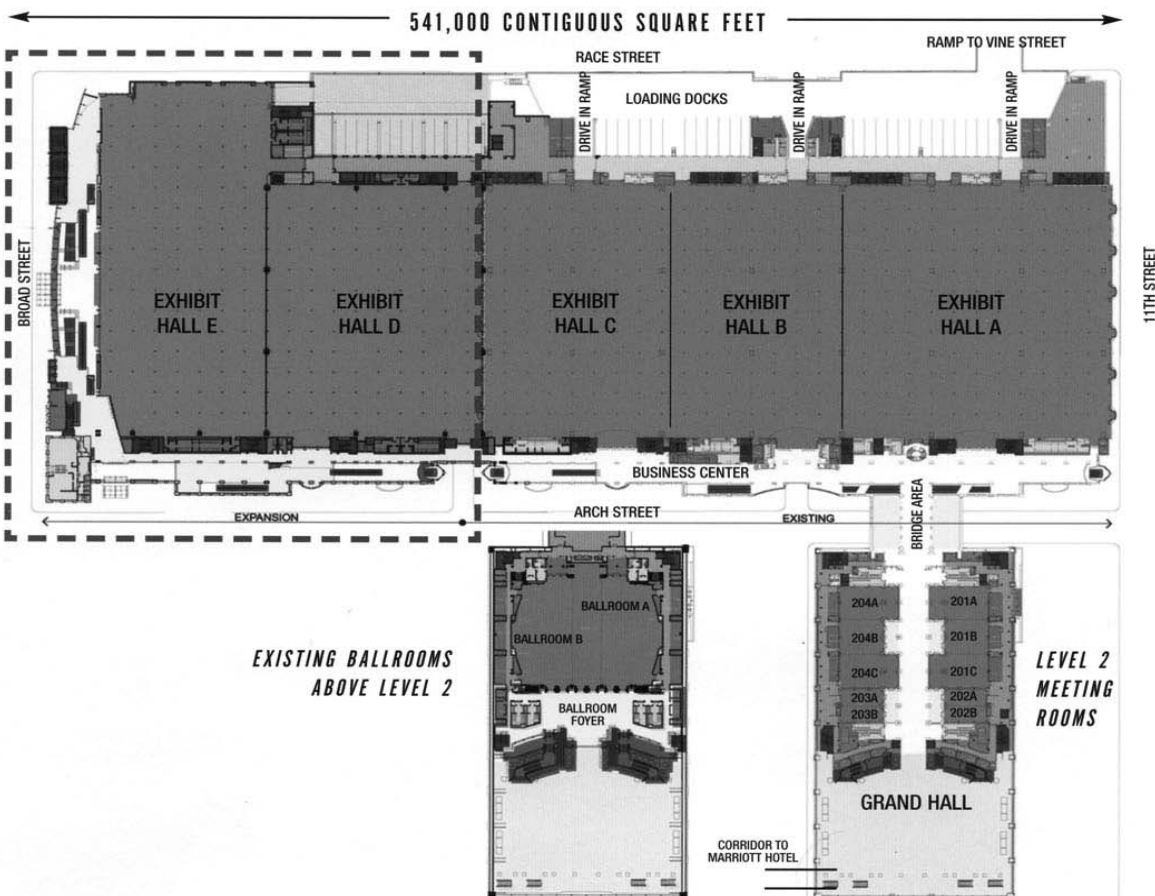 541,000 CONTIGUOUS SQUARE FEET
RAMP TO VINE STREET
RACE STREET
LOADING DOCKS
DRIVE IN RAMP
DRIVE IN RAMP
DRIVE IN RAMP
BROAD STREET
11TH STREET
EXHIBIT
HALL E
EXHIBIT
HALL D
EXHIBIT
HALL C
EXHIBIT
HALL B
EXHIBIT
HALL A
BUSINESS CENTER
BRIDGE AREA
EXPANSION
ARCH STREET
EXISTING
BALLROOM A
BALLROOM B
EXISTING BALLROOMS
ABOVE LEVEL 2
BALLROOM
FOYER
204A
201A
204B
201B
204C
201C
203A
202A
203B
202B
LEVEL 2
MEETING
ROOMS
GRAND HALL
CORRIDOR TO
MARRIOTT HOTEL